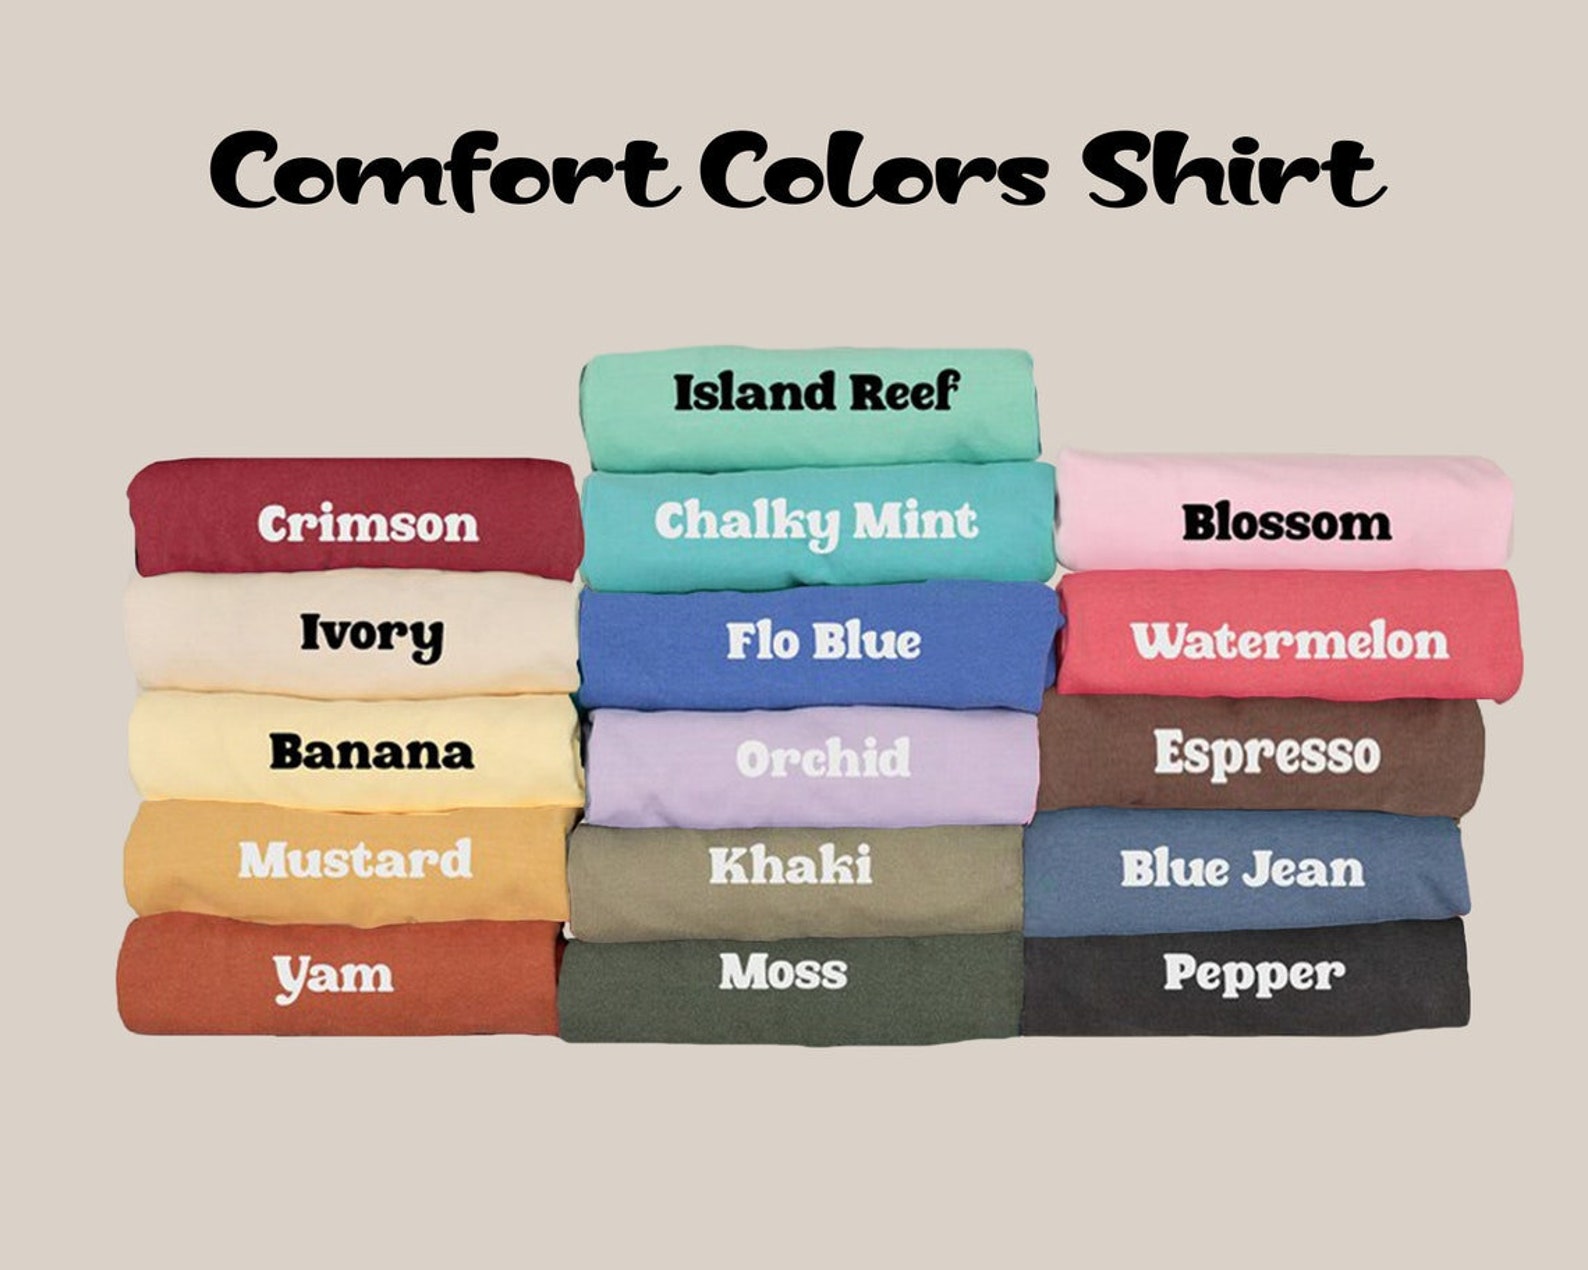 Comfort Colors Shirt
Island Reef
Crimson
Chalky Mint
Blossom
Ivory
Flo Blue
Watermelon
Banana
Orchid
Espresso
Mustard
Khaki
Blue Jean
Yam
Moss
Pepper